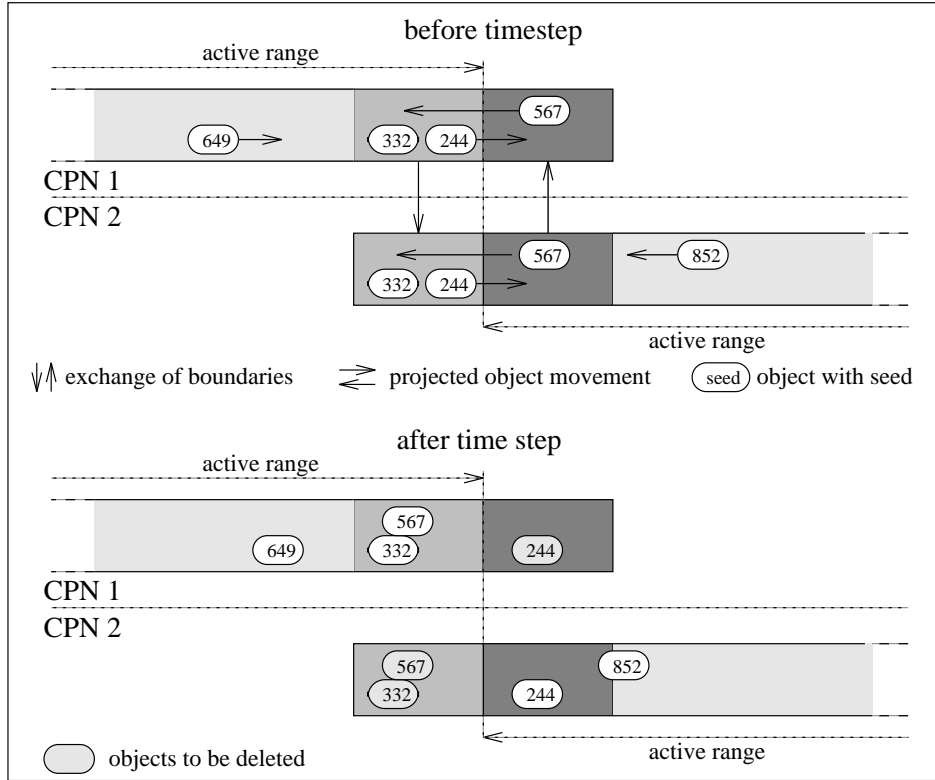 before timestep
active range
567
649
332
244
CPN 1
CPN 2
567
852
332
244
active range
exchange of boundaries
projected object movement
seed
object with seed
after time step
active range
567
649
332
244
CPN 1
CPN 2
567
852
332
244
active range
objects to be deleted